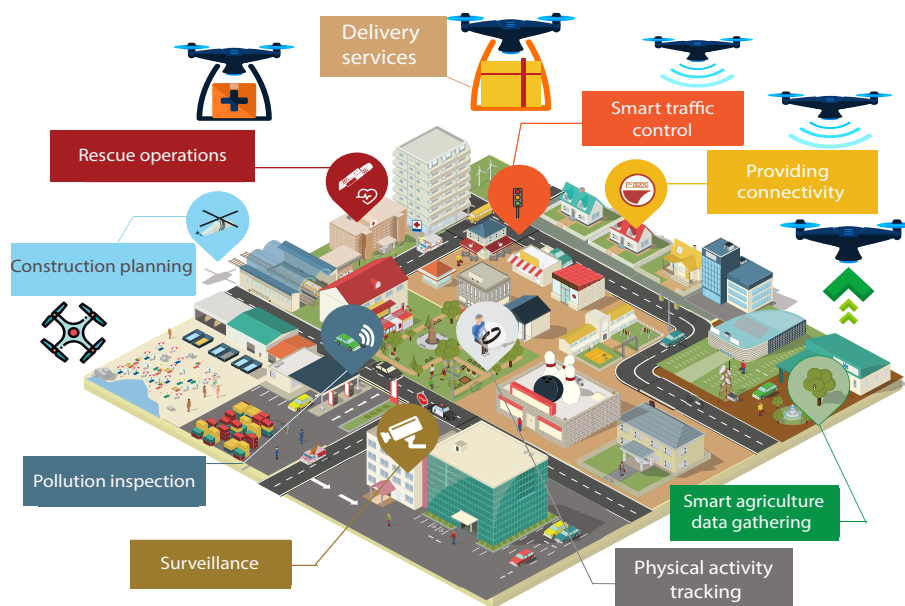 Delivery
services
Smart traffic
control
Rescue operations
Providing
connectivity
Construction planning
Pollution inspection
Smart agriculture
data gathering
Surveillance
Physical activity
tracking